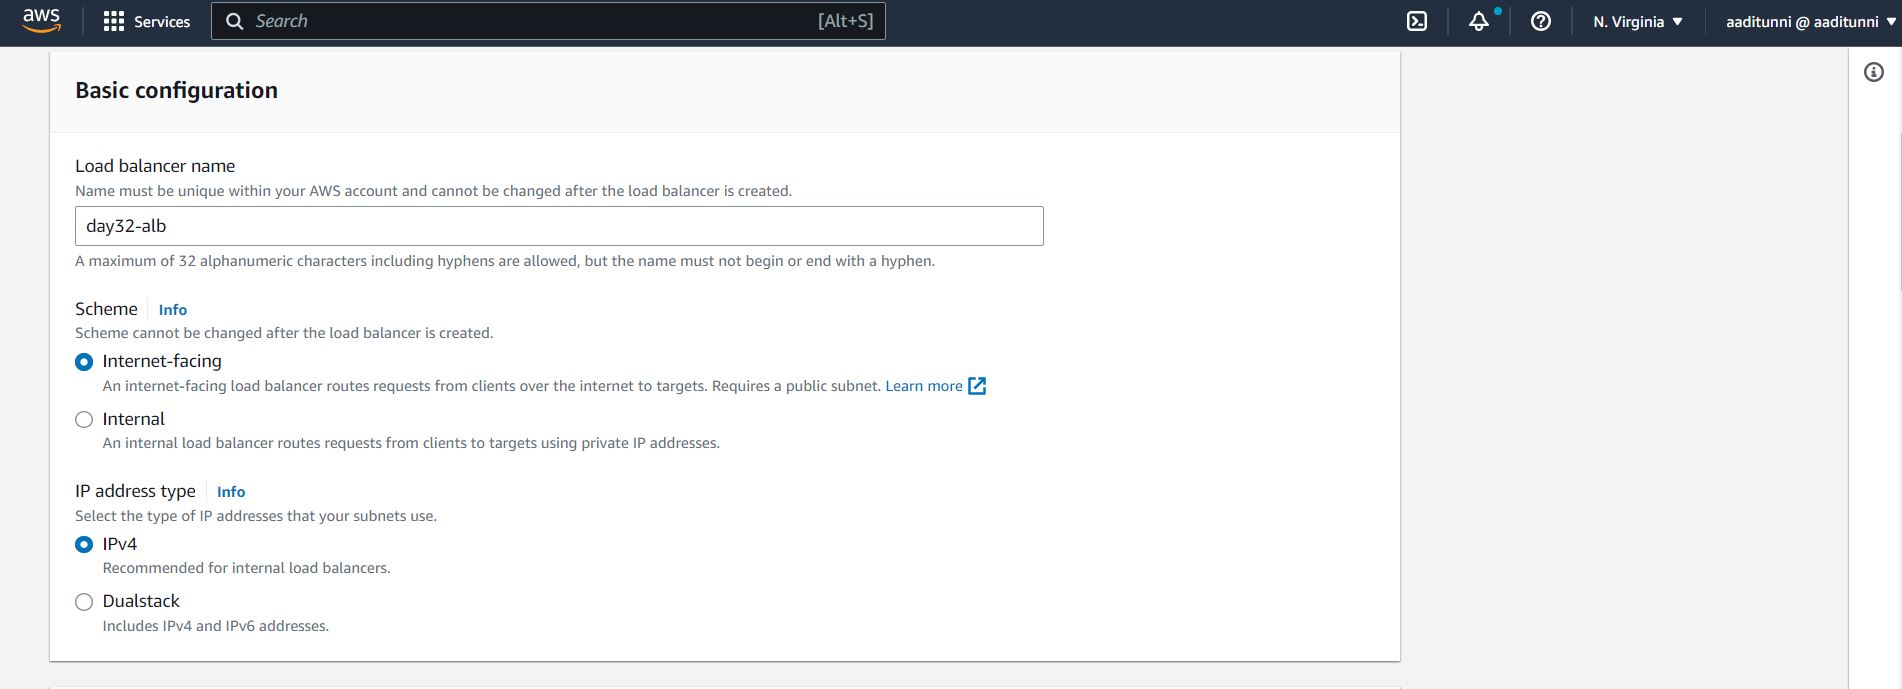 aws Services Search [Alt+S] N. Virginia aaditunni @ aaditunni
Basic configuration
Load balancer name
Name must be unique within your AWS account and cannot be changed after the load balancer is created.
day32-alb
A maximum of 32 alphanumeric characters including hyphens are allowed, but the name must not begin or end with a hyphen.
Scheme Info
Scheme cannot be changed after the load balancer is created.
Internet-facing
An internet-facing load balancer routes requests from clients over the internet to targets. Requires a public subnet. Learn more
Internal
An internal load balancer routes requests from clients to targets using private IP addresses.
IP address type Info
Select the type of IP addresses that your subnets use.
IPv4
Recommended for internal load balancers.
Dualstack
Includes IPv4 and IPv6 addresses.